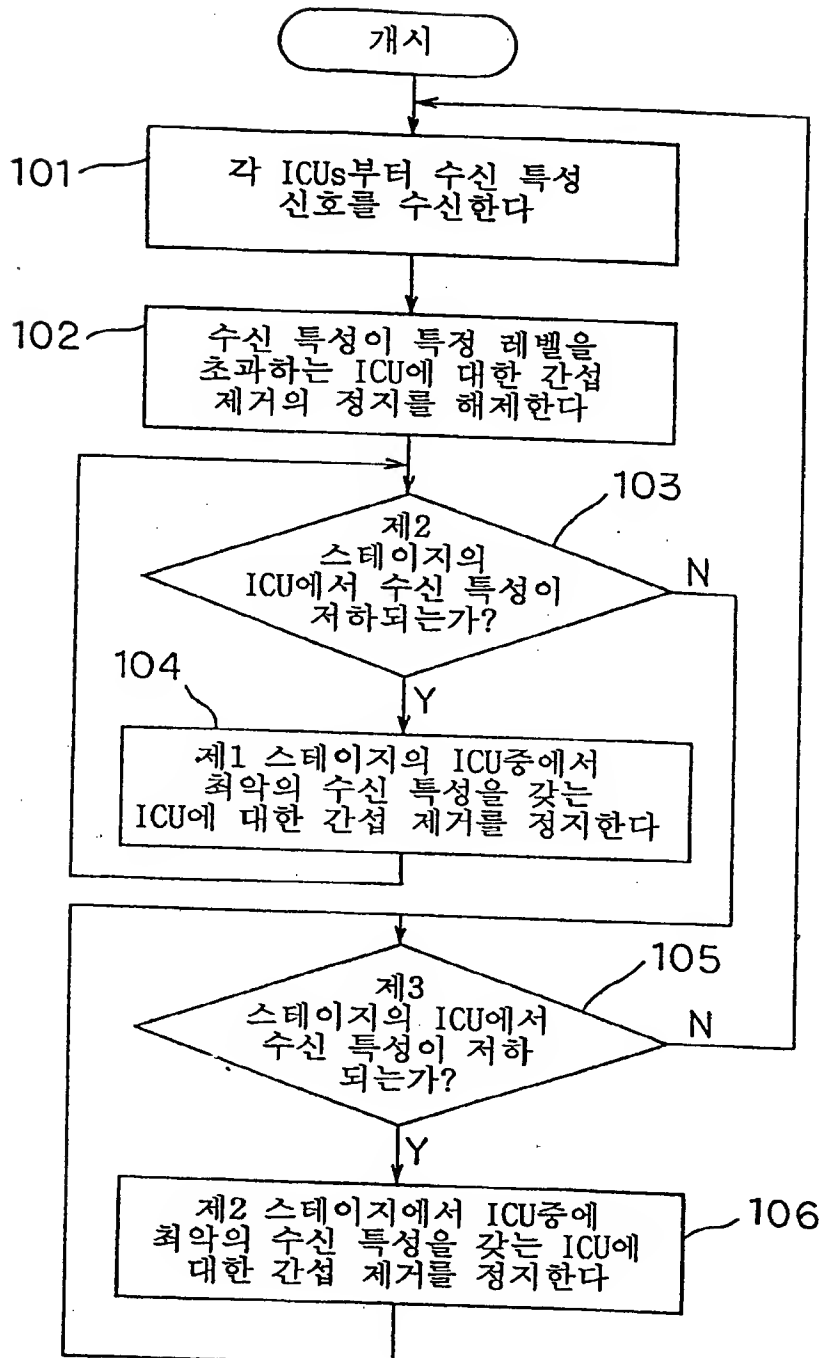 개시
101
각 ICUs부터 수신 특성
신호를 수신한다
102
수신 특성이 특정 레벨을
초과하는 ICU에 대한 간섭
제거의 정지를 해제한다
103
제2
스테이지의
ICU에서 수신 특성이
저하되는가?
N
104
Y
제1 스테이지의 ICU중에서
최악의 수신 특성을 갖는
ICU에 대한 간섭 제거를 정지한다
105
제3
스테이지의 ICU에서
수신 특성이 저하
되는가?
N
Y
제2 스테이지에서 ICU중에
최악의 수신 특성을 갖는 ICU에
대한 간섭 제거를 정지한다
106